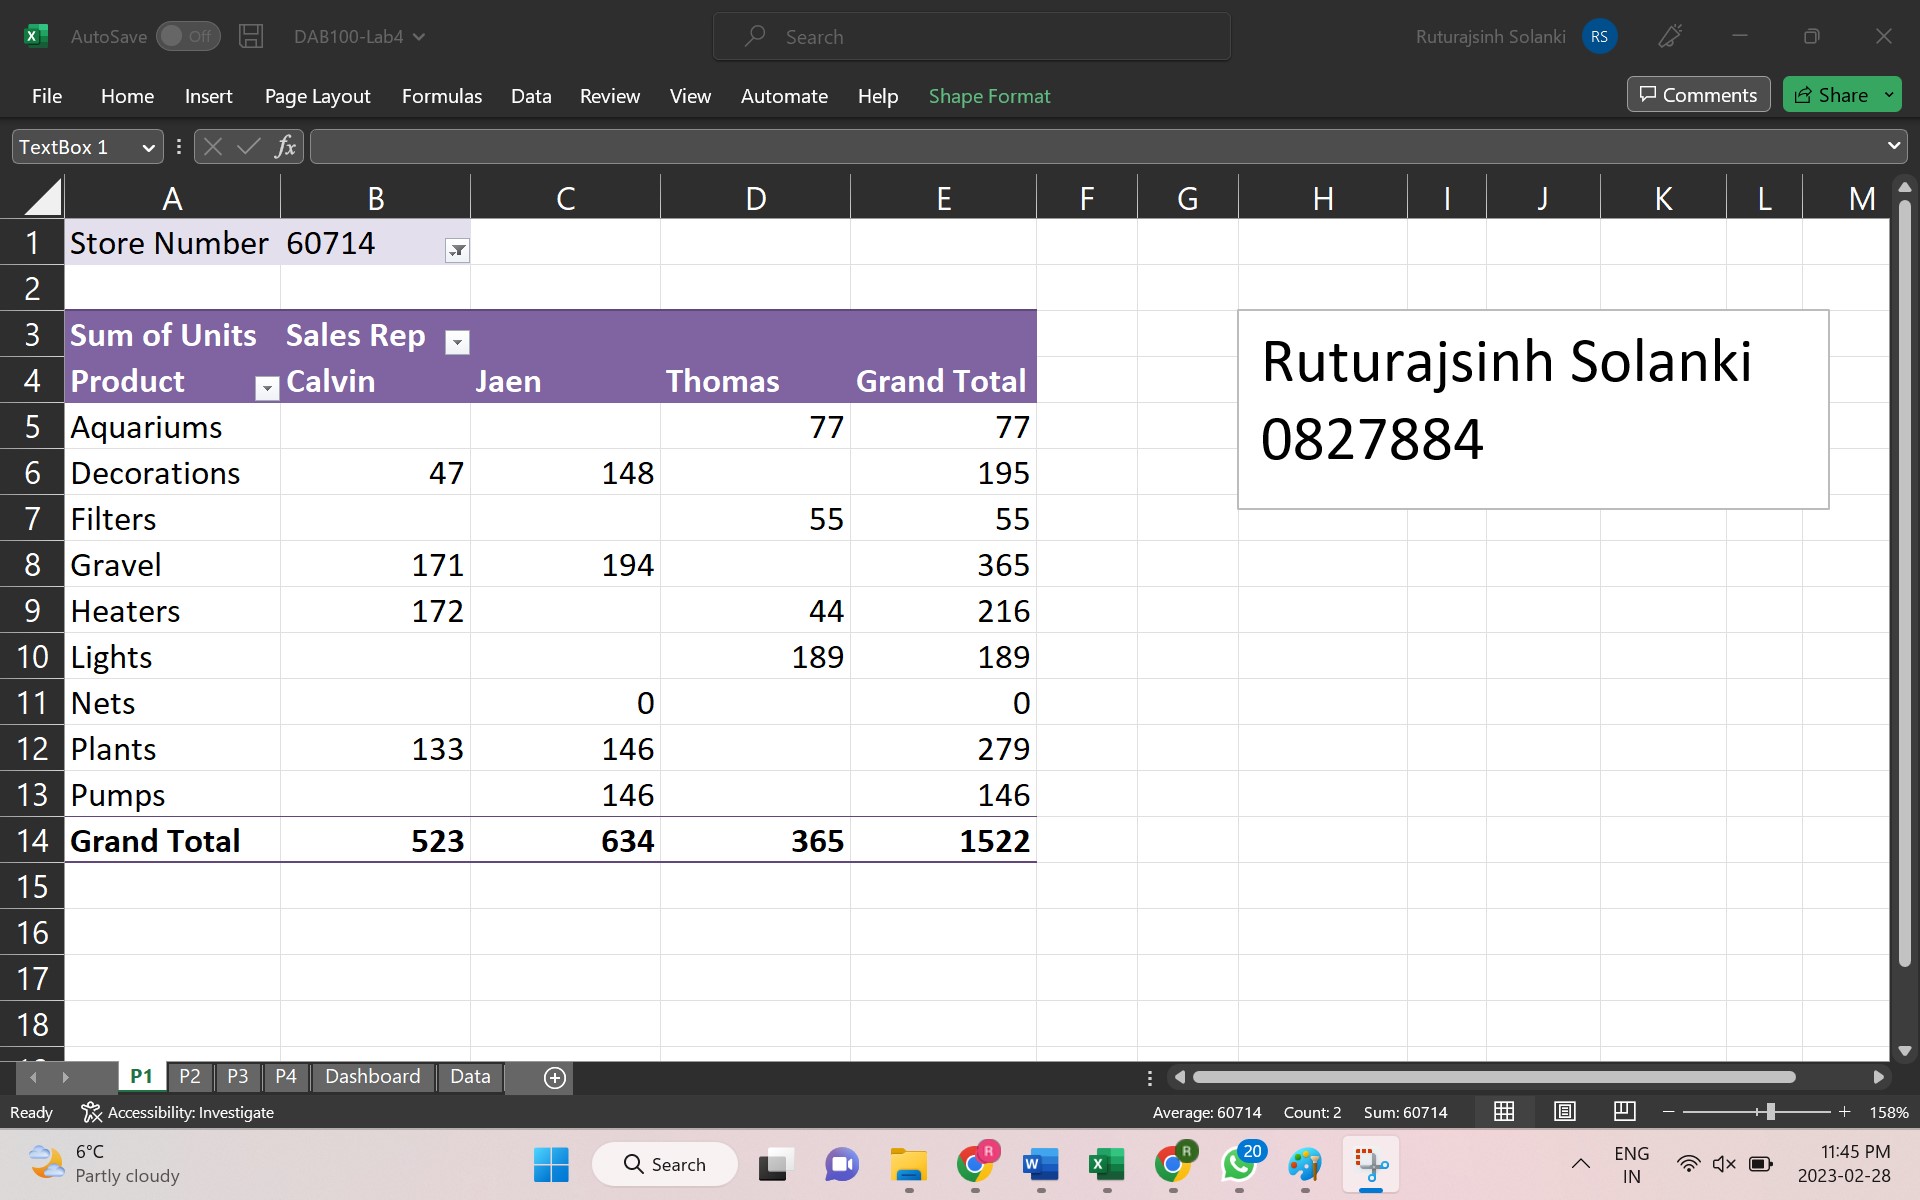 AutoSave Off DAB100-Lab4 Search Ruturajsinh Solanki RS
File Home Insert Page Layout Formulas Data Review View Automate Help Shape Format Comments Share
TextBox 1 fx
A B C D E F G H I J K L M
1 Store Number 60714
2
3 Sum of Units Sales Rep
4 Product Calvin Jaen Thomas Grand Total
5 Aquariums 77 77
6 Decorations 47 148 195
7 Filters 55 55
8 Gravel 171 194 365
9 Heaters 172 44 216
10 Lights 189 189
11 Nets 0 0
12 Plants 133 146 279
13 Pumps 146 146
14 Grand Total 523 634 365 1522
15
16
17
18
Ruturajsinh Solanki
0827884
P1 P2 P3 P4 Dashboard Data
Ready Accessibility: Investigate Average: 60714 Count: 2 Sum: 60714 158%
6°C
Partly cloudy
Search
R
W
X
R
20
ENG
IN
11:45 PM
2023-02-28